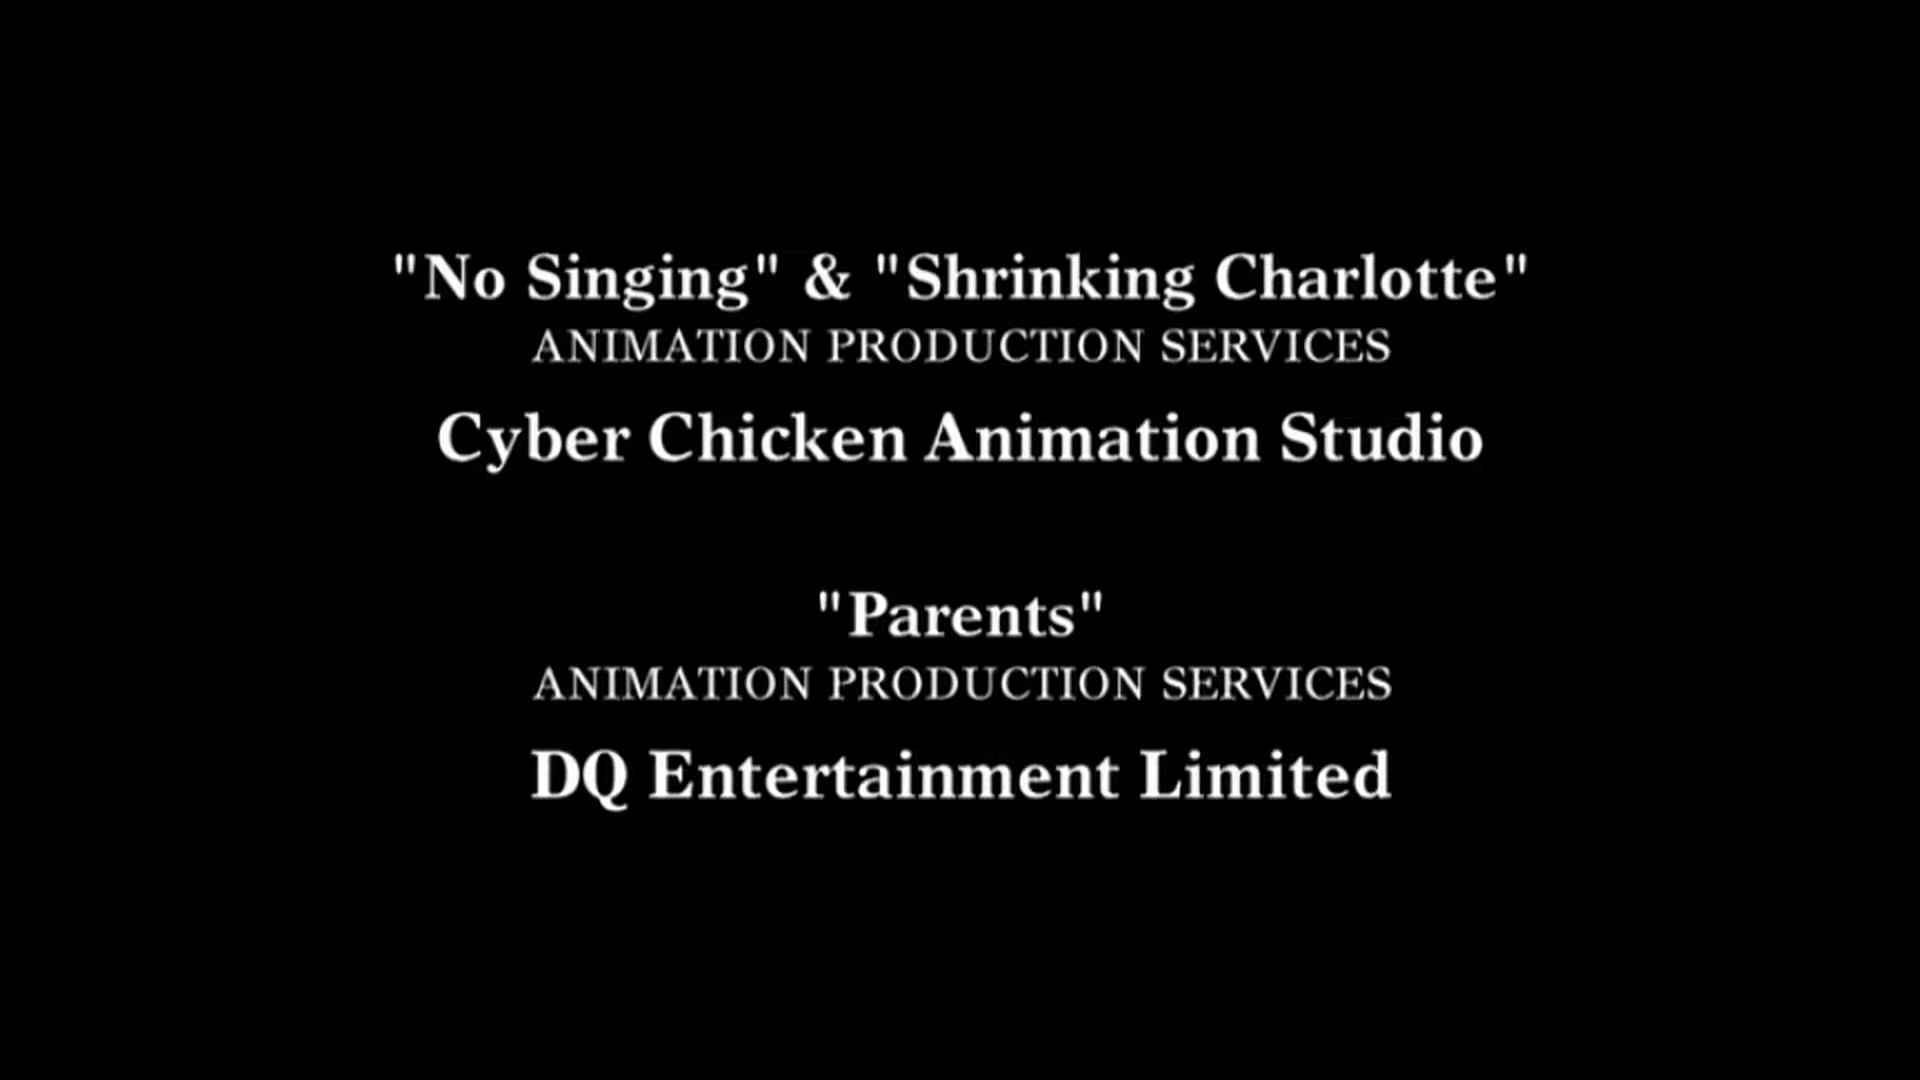 "No Singing" & "Shrinking Charlotte"
ANIMATION PRODUCTION SERVICES
Cyber Chicken Animation Studio
"Parents"
ANIMATION PRODUCTION SERVICES
DQ Entertainment Limited